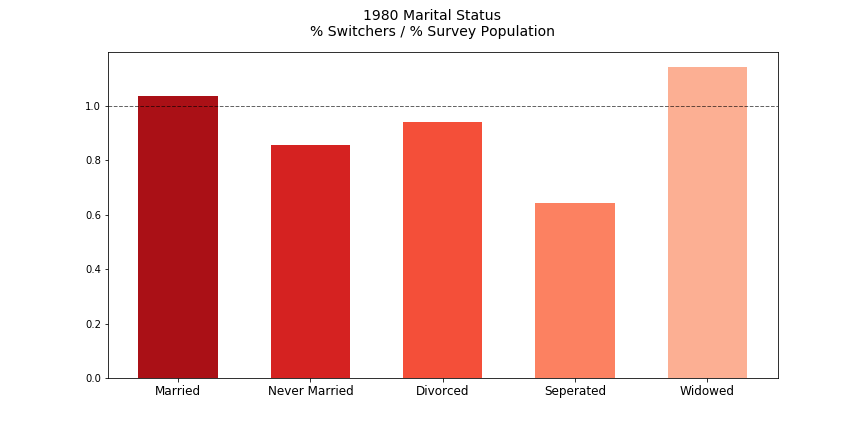 1980 Marital Status
% Switchers / % Survey Population
1.0
0.8
0.6
0.4
0.2
0.0
Married Never Married Divorced Seperated Widowed